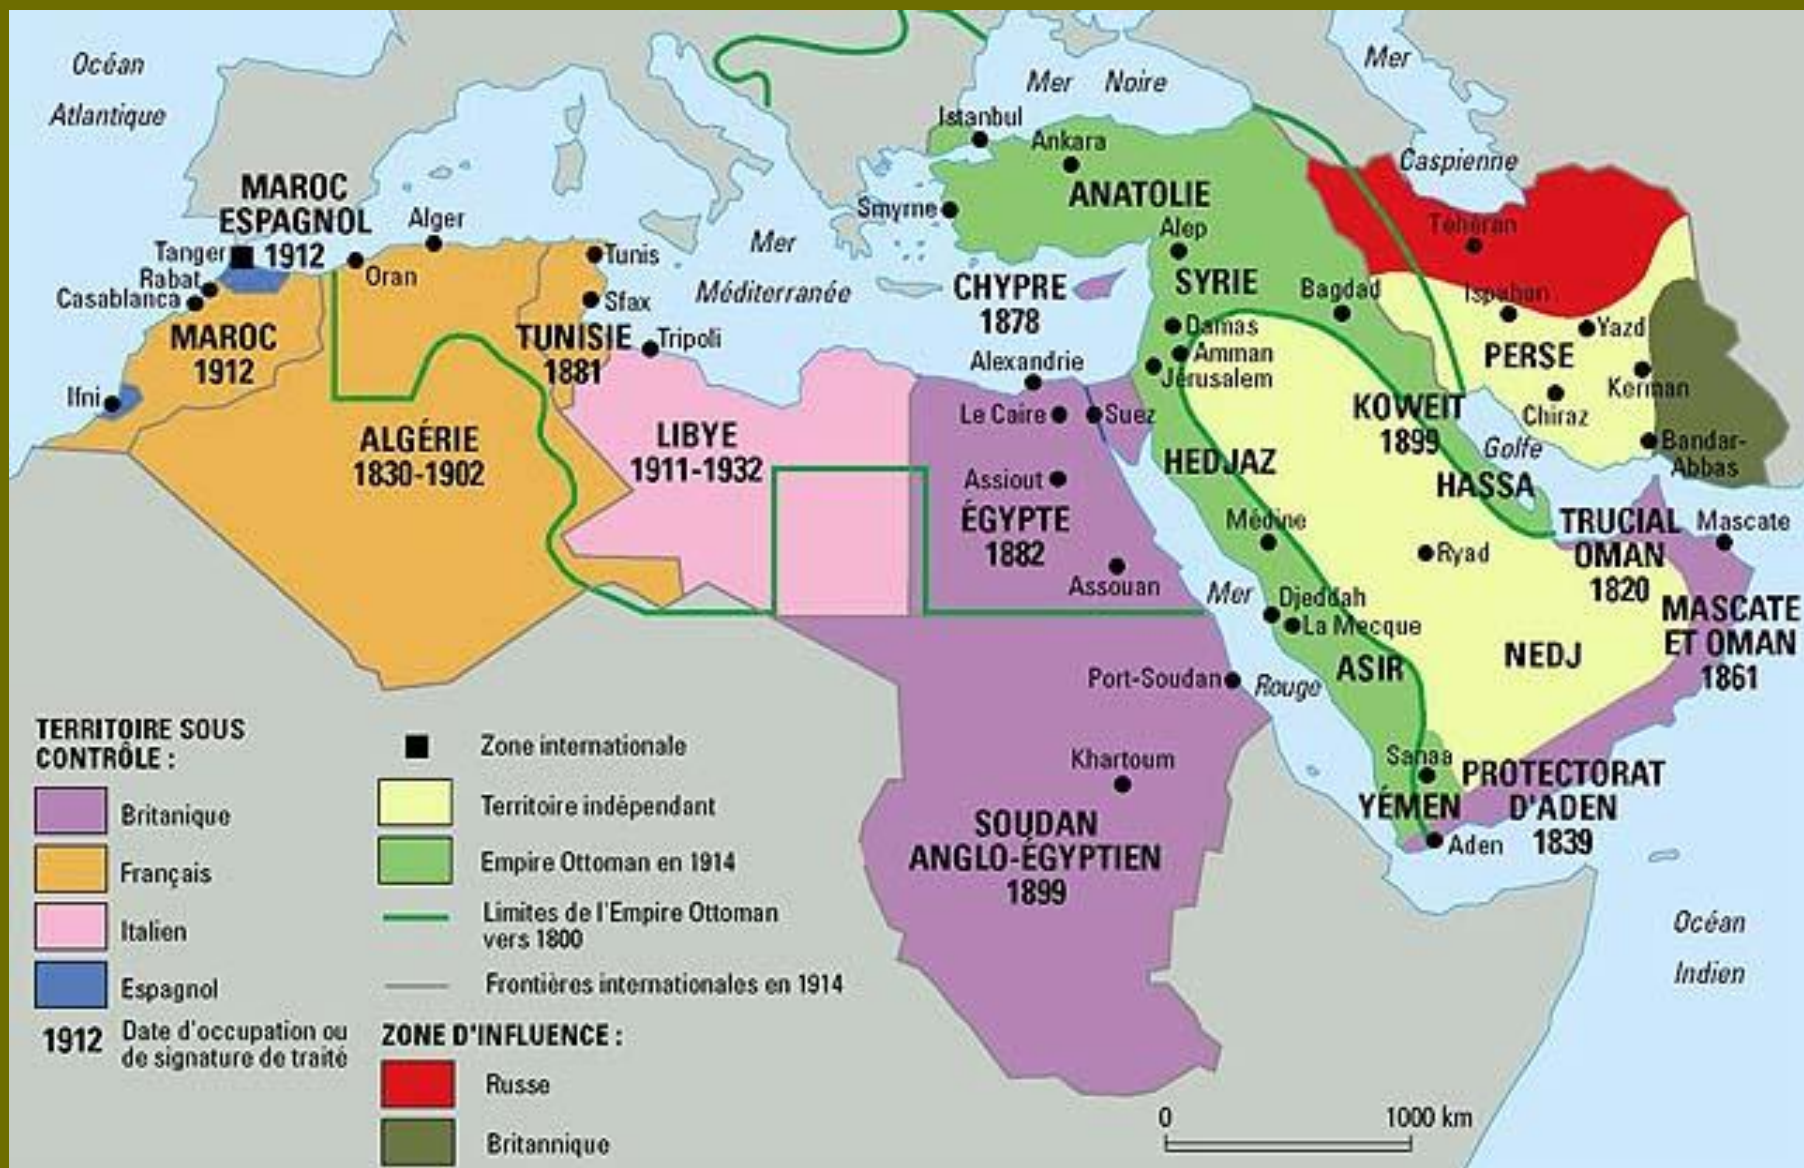 Océan
Atlantique
Mer Noire
Mer
Caspienne
Istanbul
Ankara
ANATOLIE
Smyrne
MAROC
ESPAGNOL
1912
Tanger
Rabat
Casablanca
Alger
Oran
Tunis
Sfax
Mer
Méditerranée
Alep
SYRIE
CHYPRE
1878
Bagdad
Téhéran
Ispahan
Yazd
PERSE
Kerman
Chiraz
Bandar-
Abbas
MAROC
1912
Ifni
TUNISIE
1881
Tripoli
Alexandrie
Damas
Amman
Jérusalem
Le Caire
Suez
KOWEIT
1899
Golfe
ALGÉRIE
1830-1902
LIBYE
1911-1932
Assiout
ÉGYPTE
1882
Assouan
HEDJAZ
HASSA
Médine
Ryad
TRUCIAL
OMAN
1820
Mascate
MASCATE
ET OMAN
1861
Mer
Rouge
Djeddah
La Mecque
ASIR
NEDJ
Port-Soudan
Khartoum
SOUDAN
ANGLO-ÉGYPTIEN
1899
Sanaa
YÉMEN
PROTECTORAT
D'ADEN
1839
Aden
Océan
Indien
TERRITOIRE SOUS
CONTRÔLE :
Britanique
Français
Italien
Espagnol
1912 Date d'occupation ou
de signature de traité
Zone internationale
Territoire indépendant
Empire Ottoman en 1914
Limites de l'Empire Ottoman
vers 1800
Frontières internationales en 1914
ZONE D'INFLUENCE :
Russe
Britannique
0 1000 km